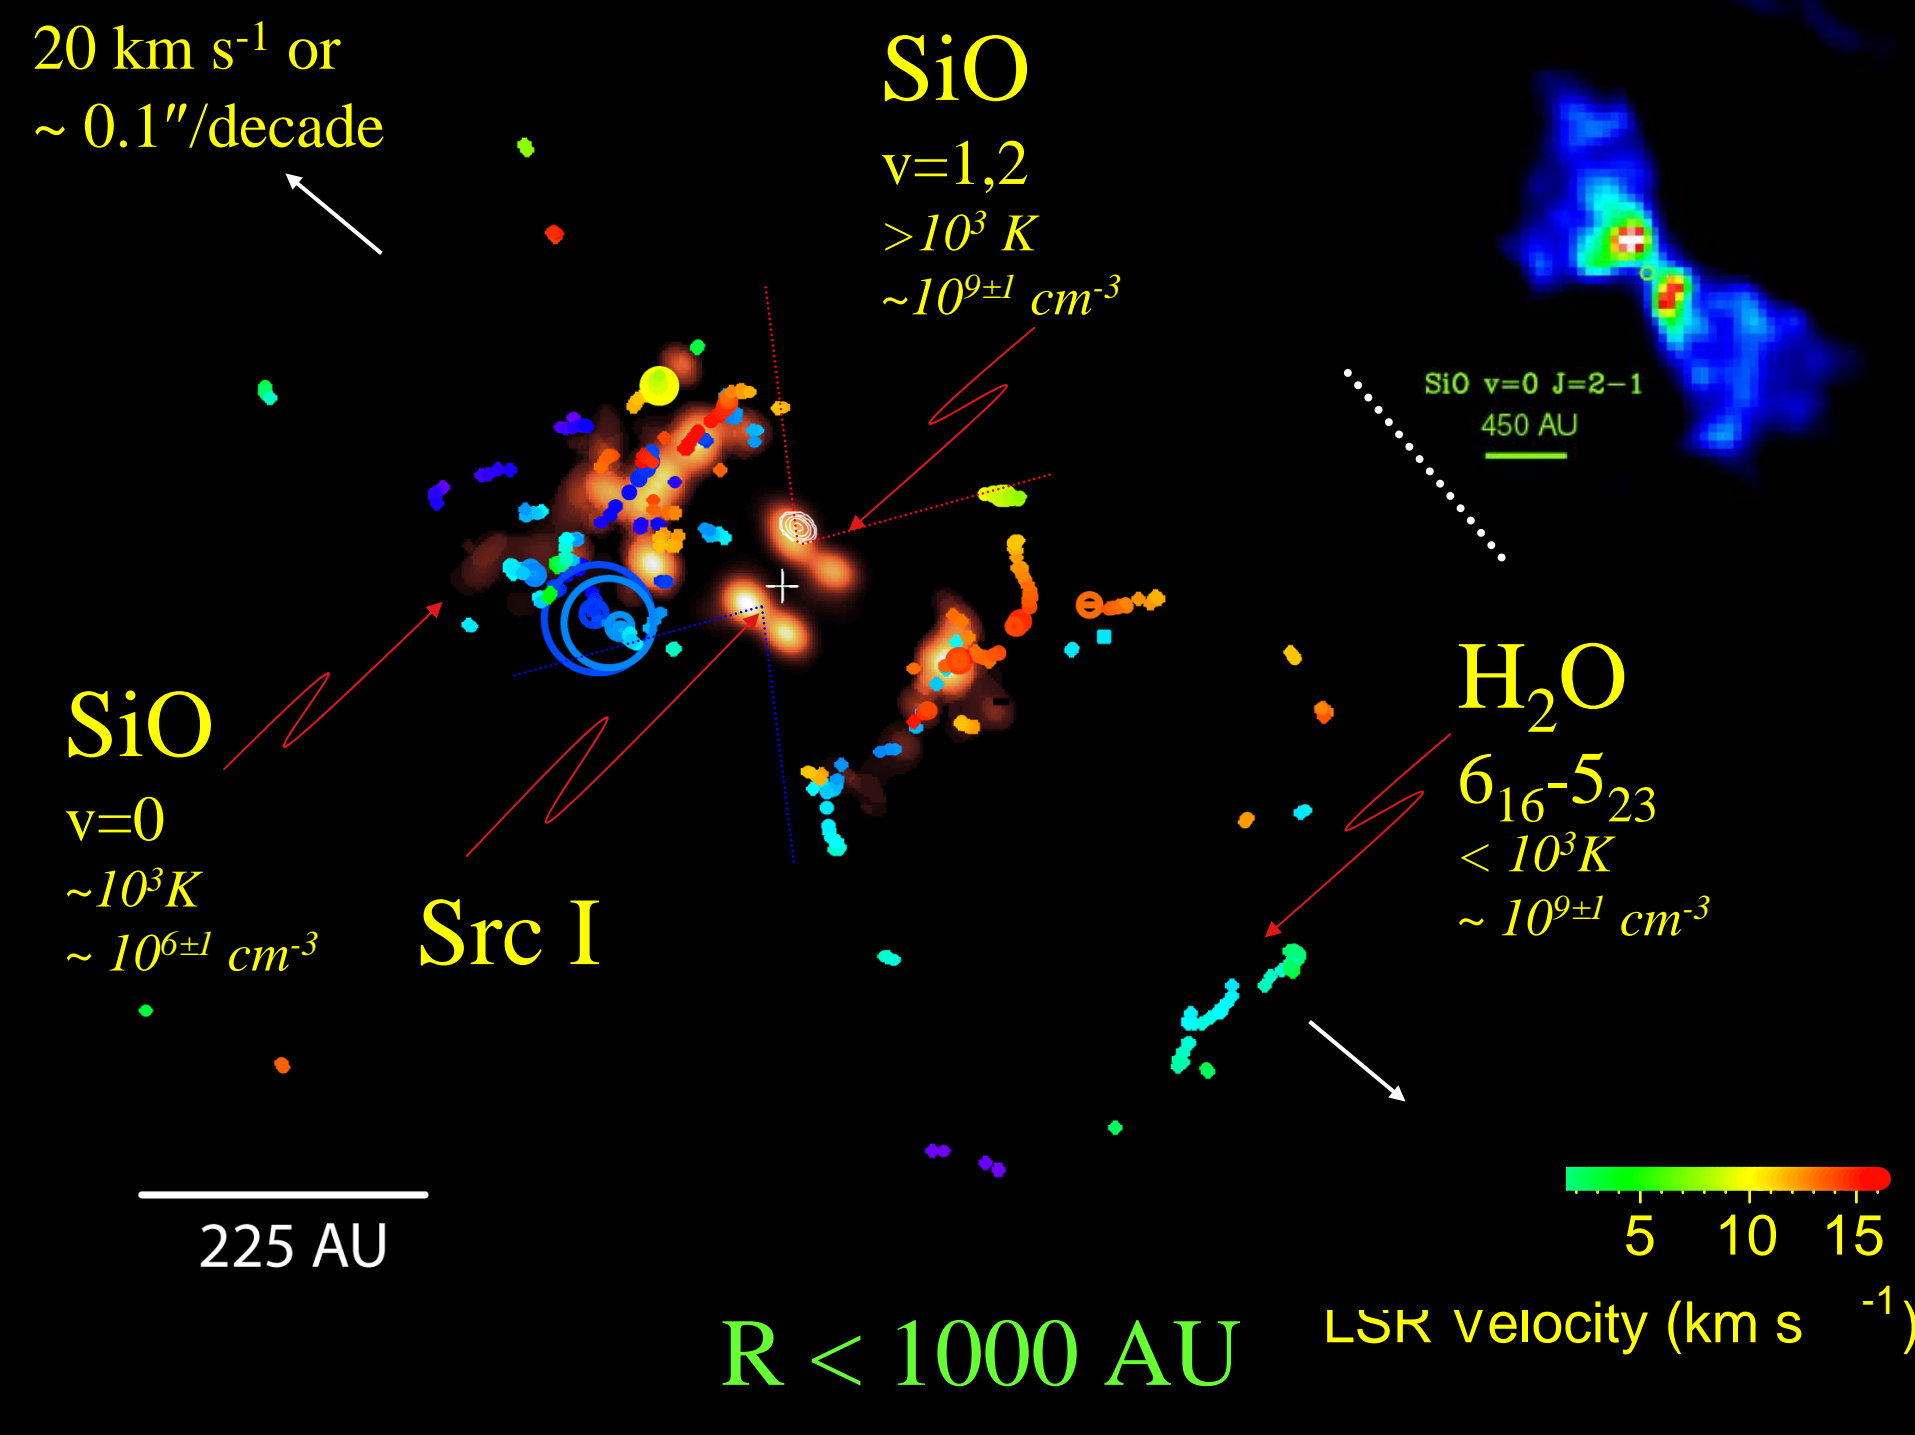 20 km s⁻¹ or
~ 0.1″/decade
SiO
v=1,2
>10³ K
~10⁹±¹ cm⁻³
SiO v=0 J=2−1
450 AU
SiO
v=0
~10³K
~ 10⁶±¹ cm⁻³
Src I
H₂O
6₁₆-5₂₃
< 10³K
~ 10⁹±¹ cm⁻³
225 AU
5 10 15
LSR Velocity (km s ⁻¹)
R < 1000 AU